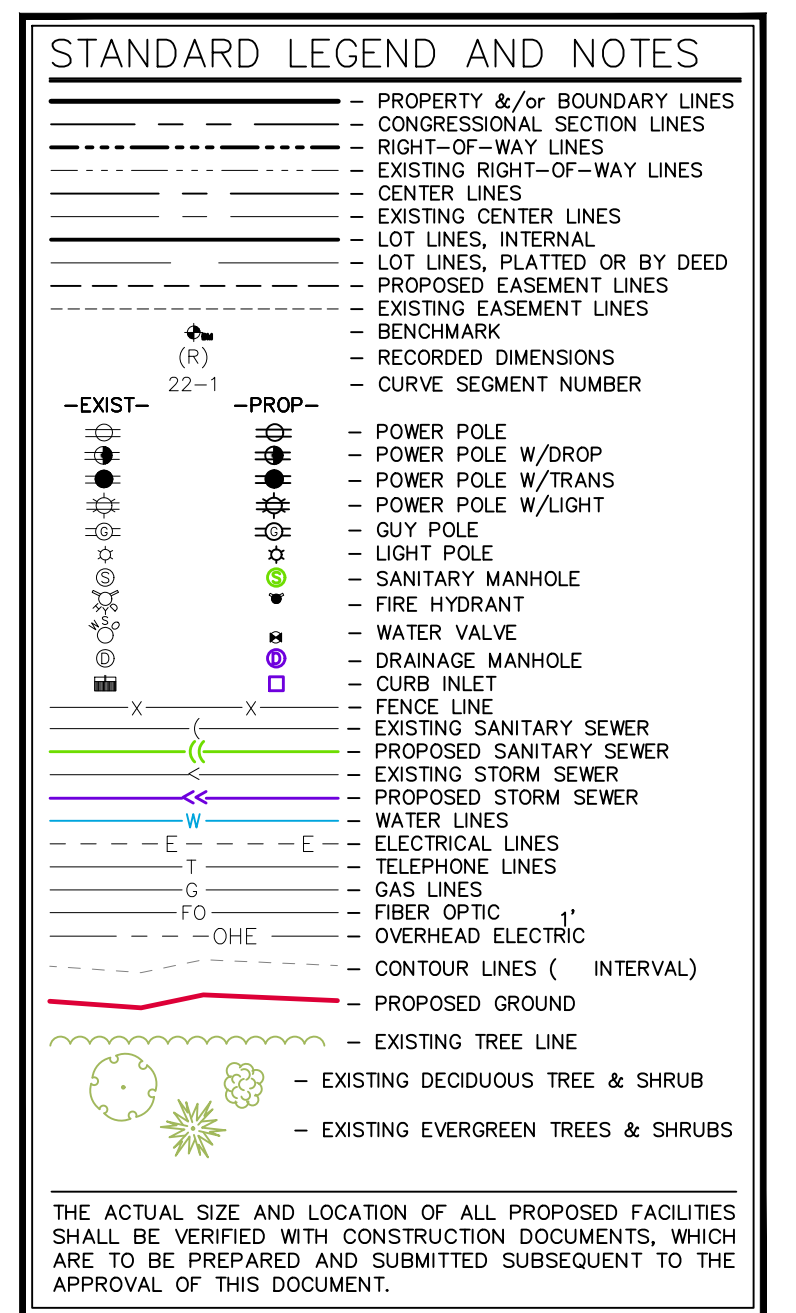 STANDARD LEGEND AND NOTES
– PROPERTY &/or BOUNDARY LINES
– CONGRESSIONAL SECTION LINES
– RIGHT–OF–WAY LINES
– EXISTING RIGHT–OF–WAY LINES
– CENTER LINES
– EXISTING CENTER LINES
– LOT LINES, INTERNAL
– LOT LINES, PLATTED OR BY DEED
– PROPOSED EASEMENT LINES
– EXISTING EASEMENT LINES
BM – BENCHMARK
(R) – RECORDED DIMENSIONS
22–1 – CURVE SEGMENT NUMBER
–EXIST– –PROP–
– POWER POLE
– POWER POLE W/DROP
– POWER POLE W/TRANS
– POWER POLE W/LIGHT
G G – GUY POLE
– LIGHT POLE
S S – SANITARY MANHOLE
– FIRE HYDRANT
WSO – WATER VALVE
D D – DRAINAGE MANHOLE
– CURB INLET
X X – FENCE LINE
( – EXISTING SANITARY SEWER
(( – PROPOSED SANITARY SEWER
< – EXISTING STORM SEWER
<< – PROPOSED STORM SEWER
W – WATER LINES
E E – ELECTRICAL LINES
T – TELEPHONE LINES
G – GAS LINES
FO – FIBER OPTIC
1'
OHE – OVERHEAD ELECTRIC
– CONTOUR LINES ( INTERVAL)
– PROPOSED GROUND
– EXISTING TREE LINE
– EXISTING DECIDUOUS TREE & SHRUB
– EXISTING EVERGREEN TREES & SHRUBS
THE ACTUAL SIZE AND LOCATION OF ALL PROPOSED FACILITIES
SHALL BE VERIFIED WITH CONSTRUCTION DOCUMENTS, WHICH
ARE TO BE PREPARED AND SUBMITTED SUBSEQUENT TO THE
APPROVAL OF THIS DOCUMENT.